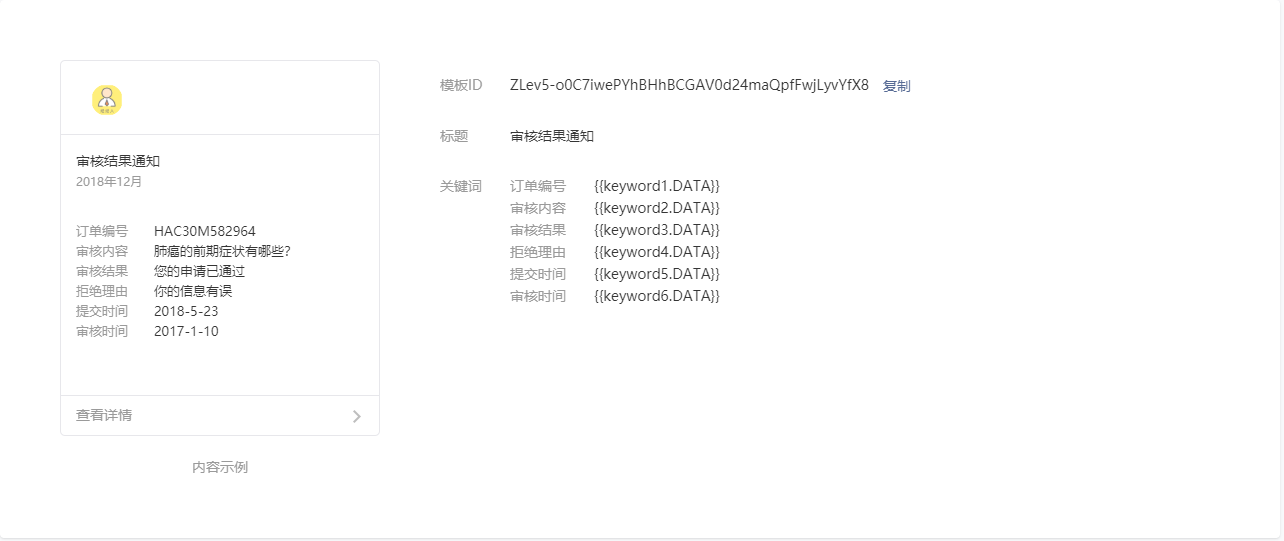 审核结果通知
2018年12月
订单编号 HAC30M582964
审核内容 肺癌的前期症状有哪些?
审核结果 您的申请已通过
拒绝理由 你的信息有误
提交时间 2018-5-23
审核时间 2017-1-10
查看详情
内容示例
模板ID ZLev5-o0C7iwePYhBHhBCGAV0d24maQpfFwjLyvYfX8 复制
标题 审核结果通知
关键词 订单编号 {{keyword1.DATA}}
审核内容 {{keyword2.DATA}}
审核结果 {{keyword3.DATA}}
拒绝理由 {{keyword4.DATA}}
提交时间 {{keyword5.DATA}}
审核时间 {{keyword6.DATA}}